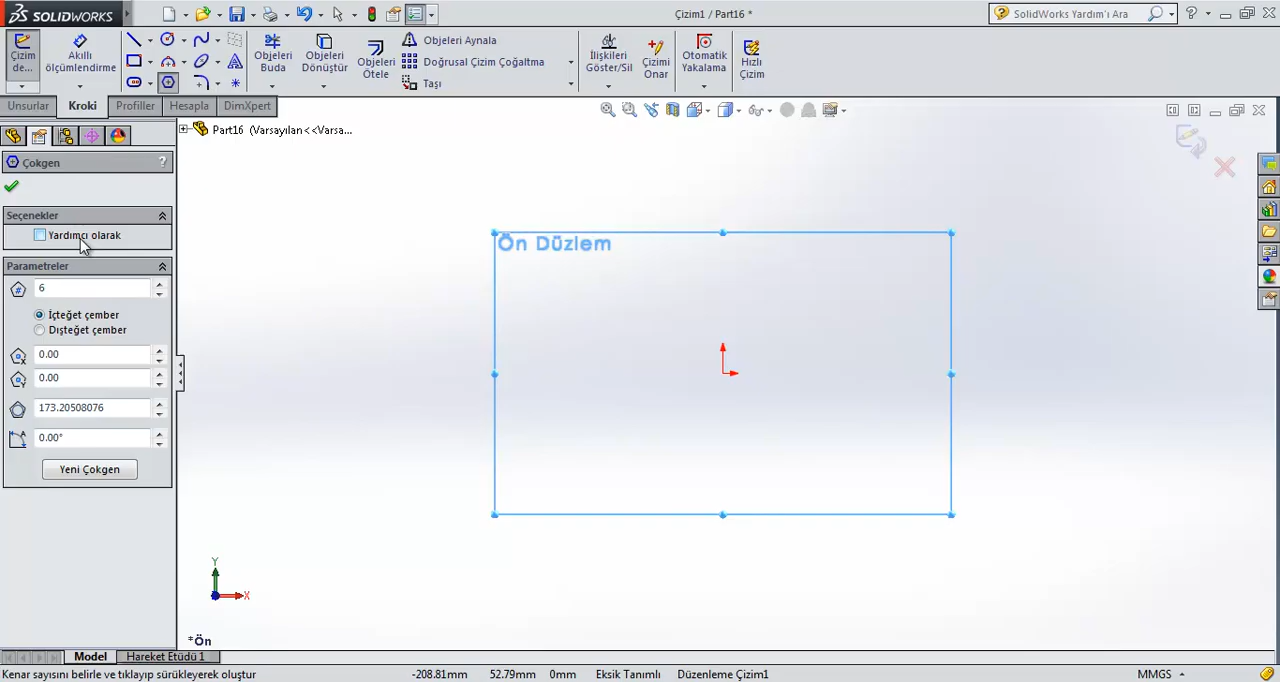 SOLIDWORKS
Çizim1 / Part16 *
SolidWorks Yardım'ı Ara
Çizim
de...
Akıllı
ölçümlendirme
Objeleri
Buda
Objeleri
Dönüştür
Objeleri
Ötele
Objeleri Aynala
Doğrusal Çizim Çoğaltma
Taşı
İlişkileri
Göster/Sil
Çizimi
Onar
Otomatik
Yakalama
Hızlı
Çizim
Unsurlar
Kroki
Profiller
Hesapla
DimXpert
Part16 (Varsayılan<<Varsa...
Çokgen
?
Seçenekler
Yardımcı olarak
Parametreler
6
İçteğet çember
Dışteğet çember
0.00
0.00
173.20508076
0.00°
Yeni Çokgen
Ön Düzlem
Y
X
*Ön
Model
Hareket Etüdü 1
Kenar sayısını belirle ve tıklayıp sürükleyerek oluştur
-208.81mm
52.79mm
0mm
Eksik Tanımlı
Düzenleme Çizim1
MMGS